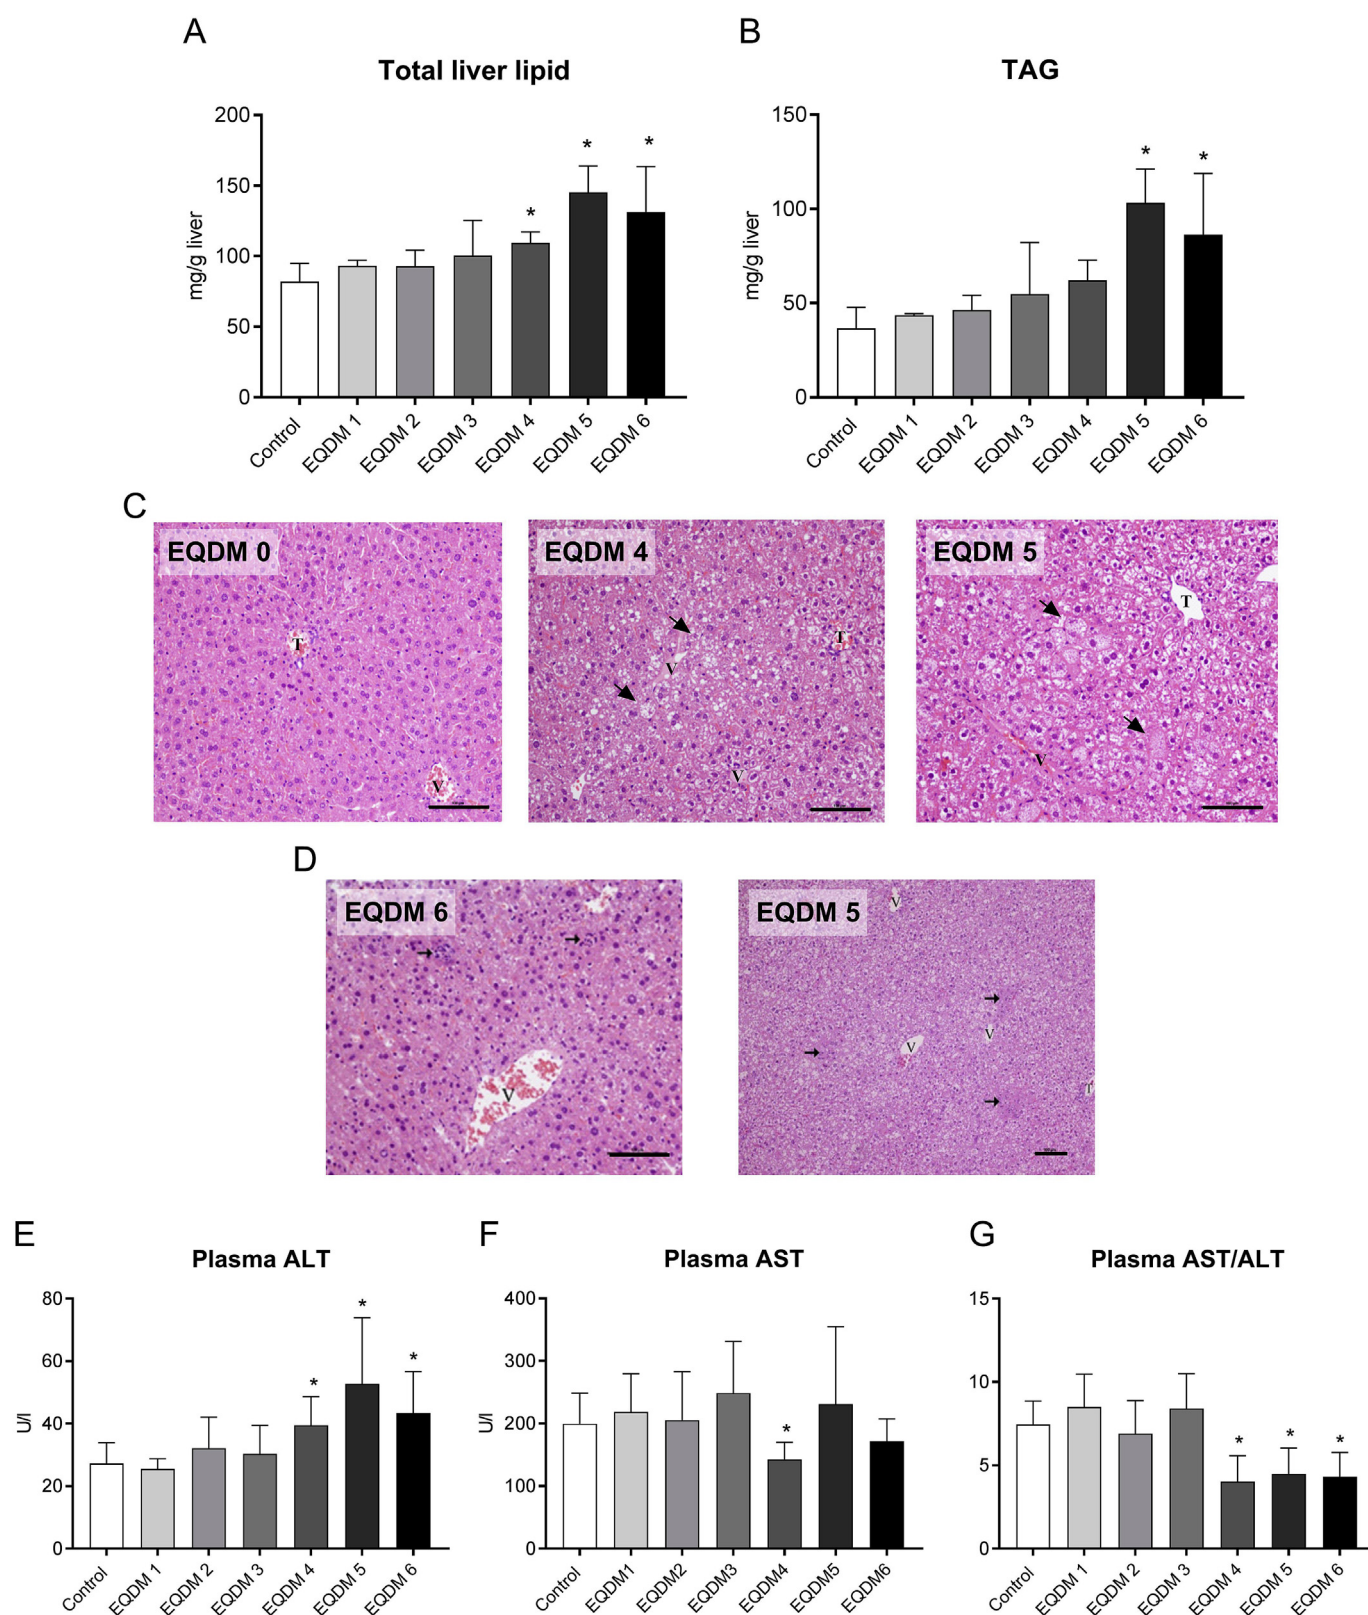 A
Total liver lipid
200
150
100
50
0
mg/g liver
*
*
*
Control
EQDM 1
EQDM 2
EQDM 3
EQDM 4
EQDM 5
EQDM 6
B
TAG
150
100
50
0
mg/g liver
*
*
Control
EQDM 1
EQDM 2
EQDM 3
EQDM 4
EQDM 5
EQDM 6
C
EQDM 0
T
V
EQDM 4
T
V
V
EQDM 5
T
V
D
EQDM 6
V
EQDM 5
V
V
V
T
E
Plasma ALT
80
60
40
20
0
U/l
*
*
*
Control
EQDM 1
EQDM 2
EQDM 3
EQDM 4
EQDM 5
EQDM 6
F
Plasma AST
400
300
200
100
0
U/l
*
Control
EQDM1
EQDM2
EQDM3
EQDM4
EQDM5
EQDM6
G
Plasma AST/ALT
15
10
5
0
*
*
*
Control
EQDM 1
EQDM 2
EQDM 3
EQDM 4
EQDM 5
EQDM 6